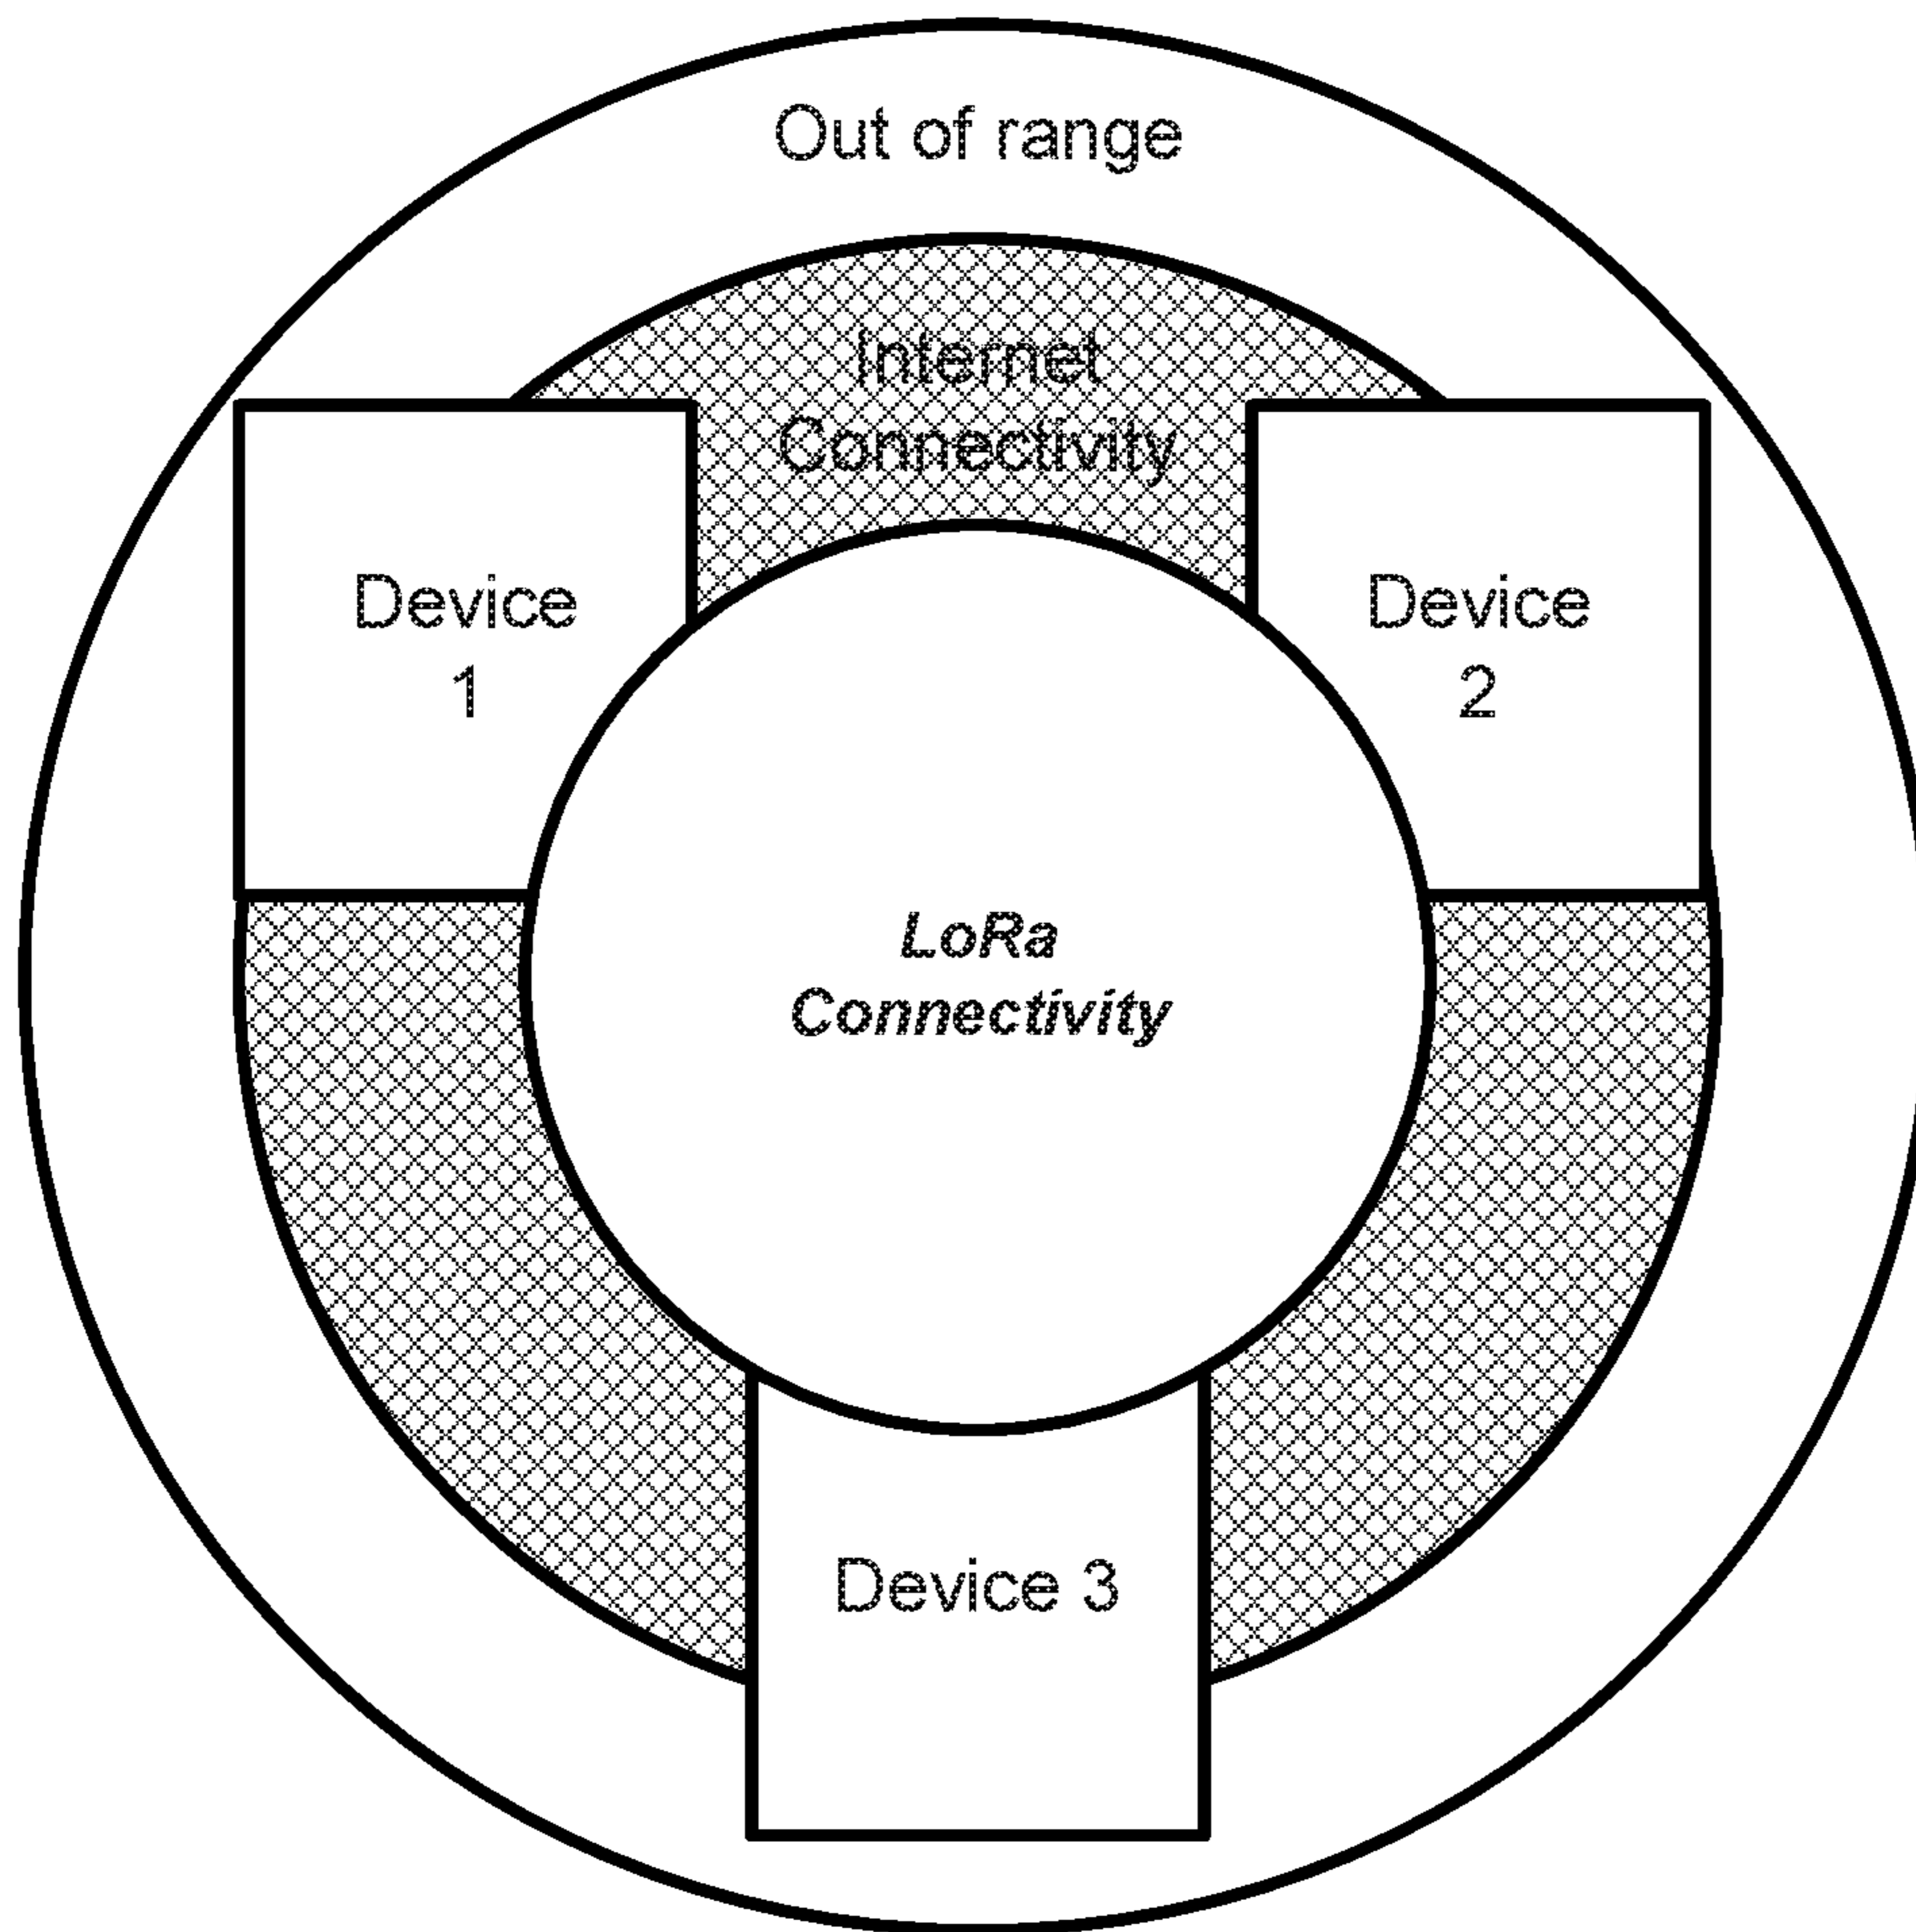 Out of range
Internet
Connectivity
Device
1
Device
2
LoRa
Connectivity
Device 3